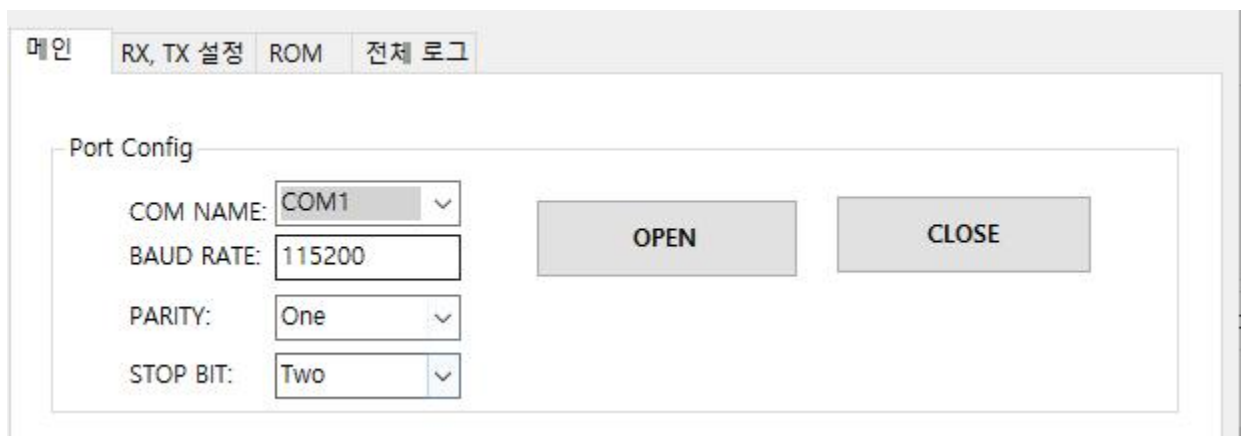 메인 RX, TX 설정 ROM 전체 로그
Port Config
COM NAME: COM1
BAUD RATE: 115200
PARITY: One
STOP BIT: Two
OPEN
CLOSE